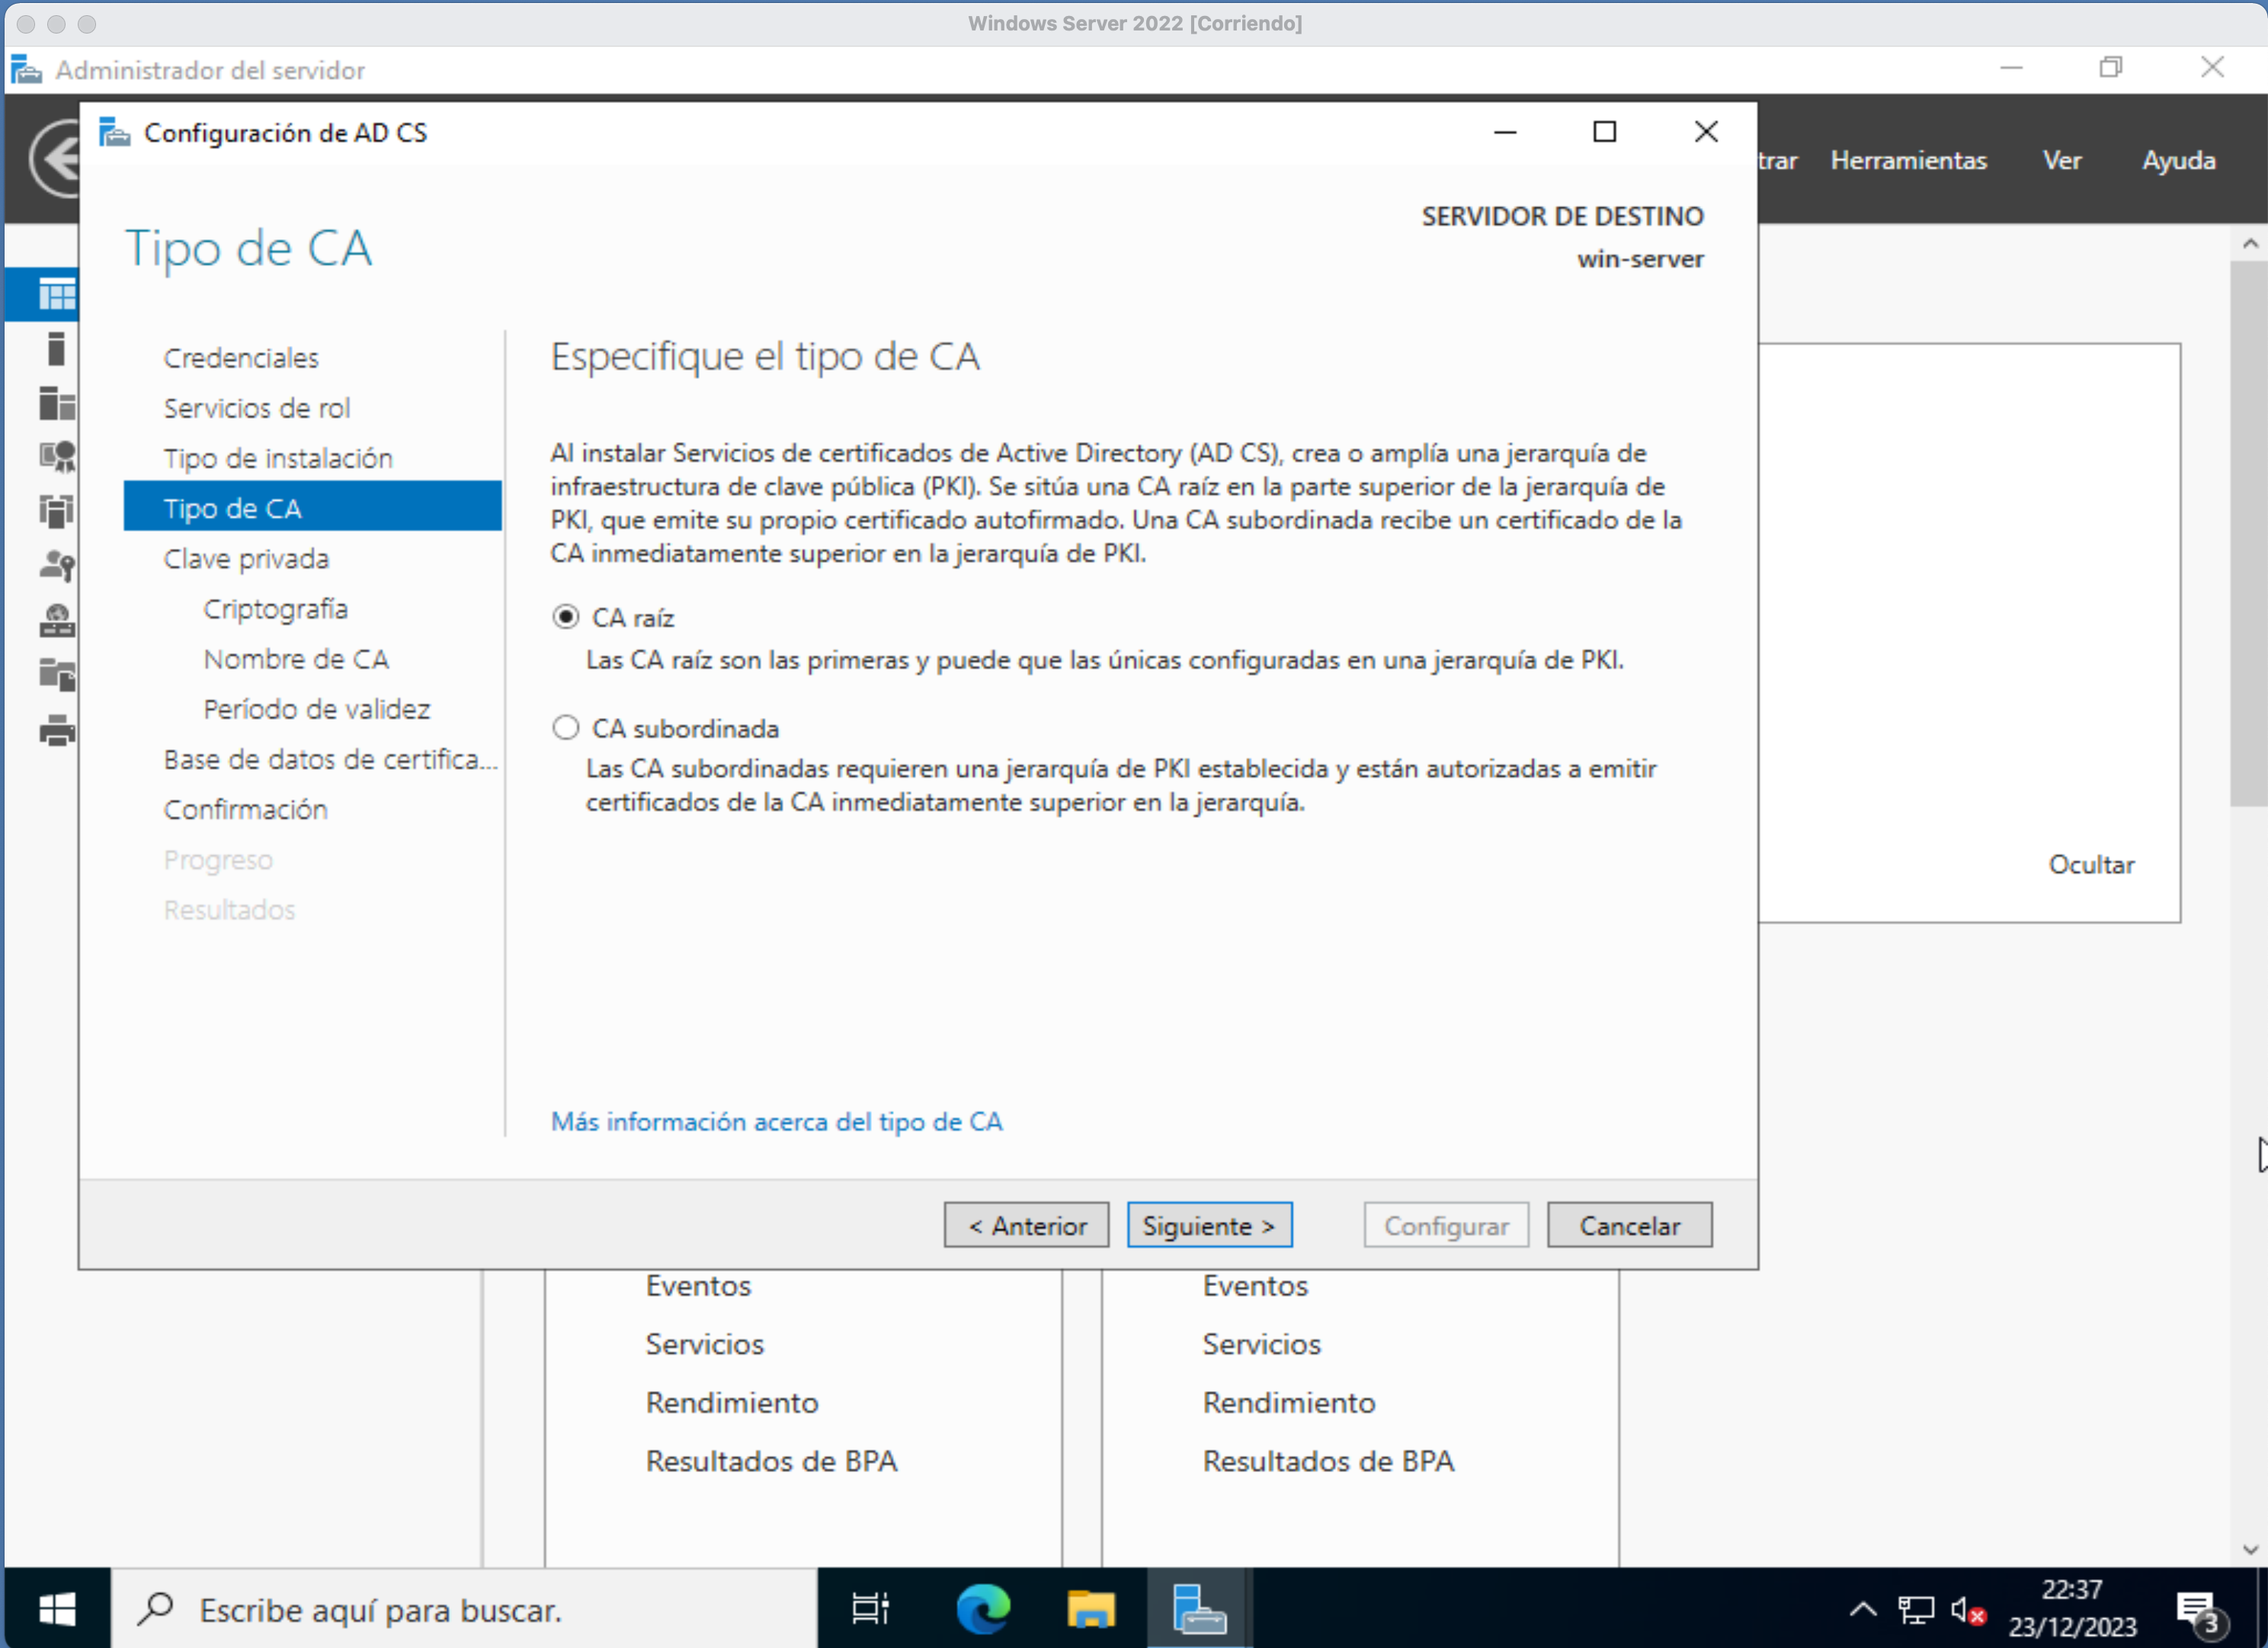 Windows Server 2022 [Corriendo]
Administrador del servidor
Configuración de AD CS
trar Herramientas Ver Ayuda
Tipo de CA
SERVIDOR DE DESTINO
win-server
Credenciales
Servicios de rol
Tipo de instalación
Tipo de CA
Clave privada
Criptografía
Nombre de CA
Período de validez
Base de datos de certifica...
Confirmación
Progreso
Resultados
Especifique el tipo de CA
Al instalar Servicios de certificados de Active Directory (AD CS), crea o amplía una jerarquía de
infraestructura de clave pública (PKI). Se sitúa una CA raíz en la parte superior de la jerarquía de
PKI, que emite su propio certificado autofirmado. Una CA subordinada recibe un certificado de la
CA inmediatamente superior en la jerarquía de PKI.
CA raíz
Las CA raíz son las primeras y puede que las únicas configuradas en una jerarquía de PKI.
CA subordinada
Las CA subordinadas requieren una jerarquía de PKI establecida y están autorizadas a emitir
certificados de la CA inmediatamente superior en la jerarquía.
Más información acerca del tipo de CA
< Anterior
Siguiente >
Configurar
Cancelar
Ocultar
Eventos
Servicios
Rendimiento
Resultados de BPA
Eventos
Servicios
Rendimiento
Resultados de BPA
Escribe aquí para buscar.
22:37
23/12/2023
3